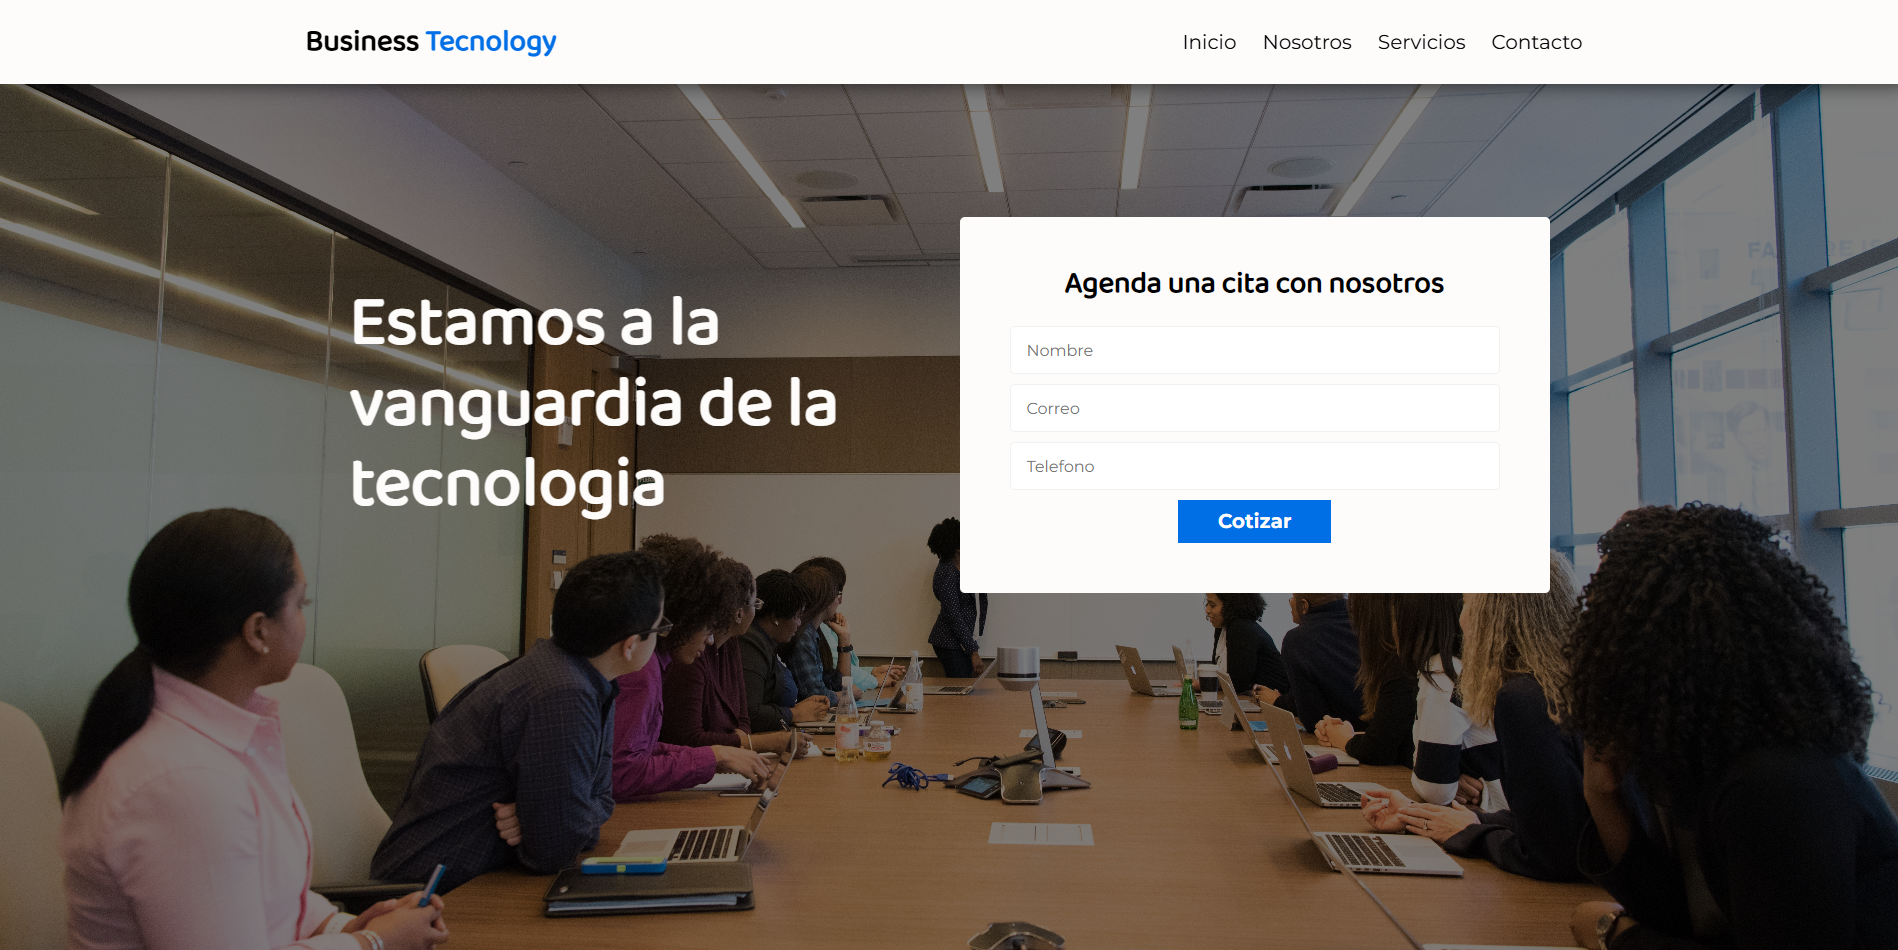 Business Tecnology
Inicio Nosotros Servicios Contacto
Estamos a la
vanguardia de la
tecnologia
Agenda una cita con nosotros
Nombre
Correo
Telefono
Cotizar